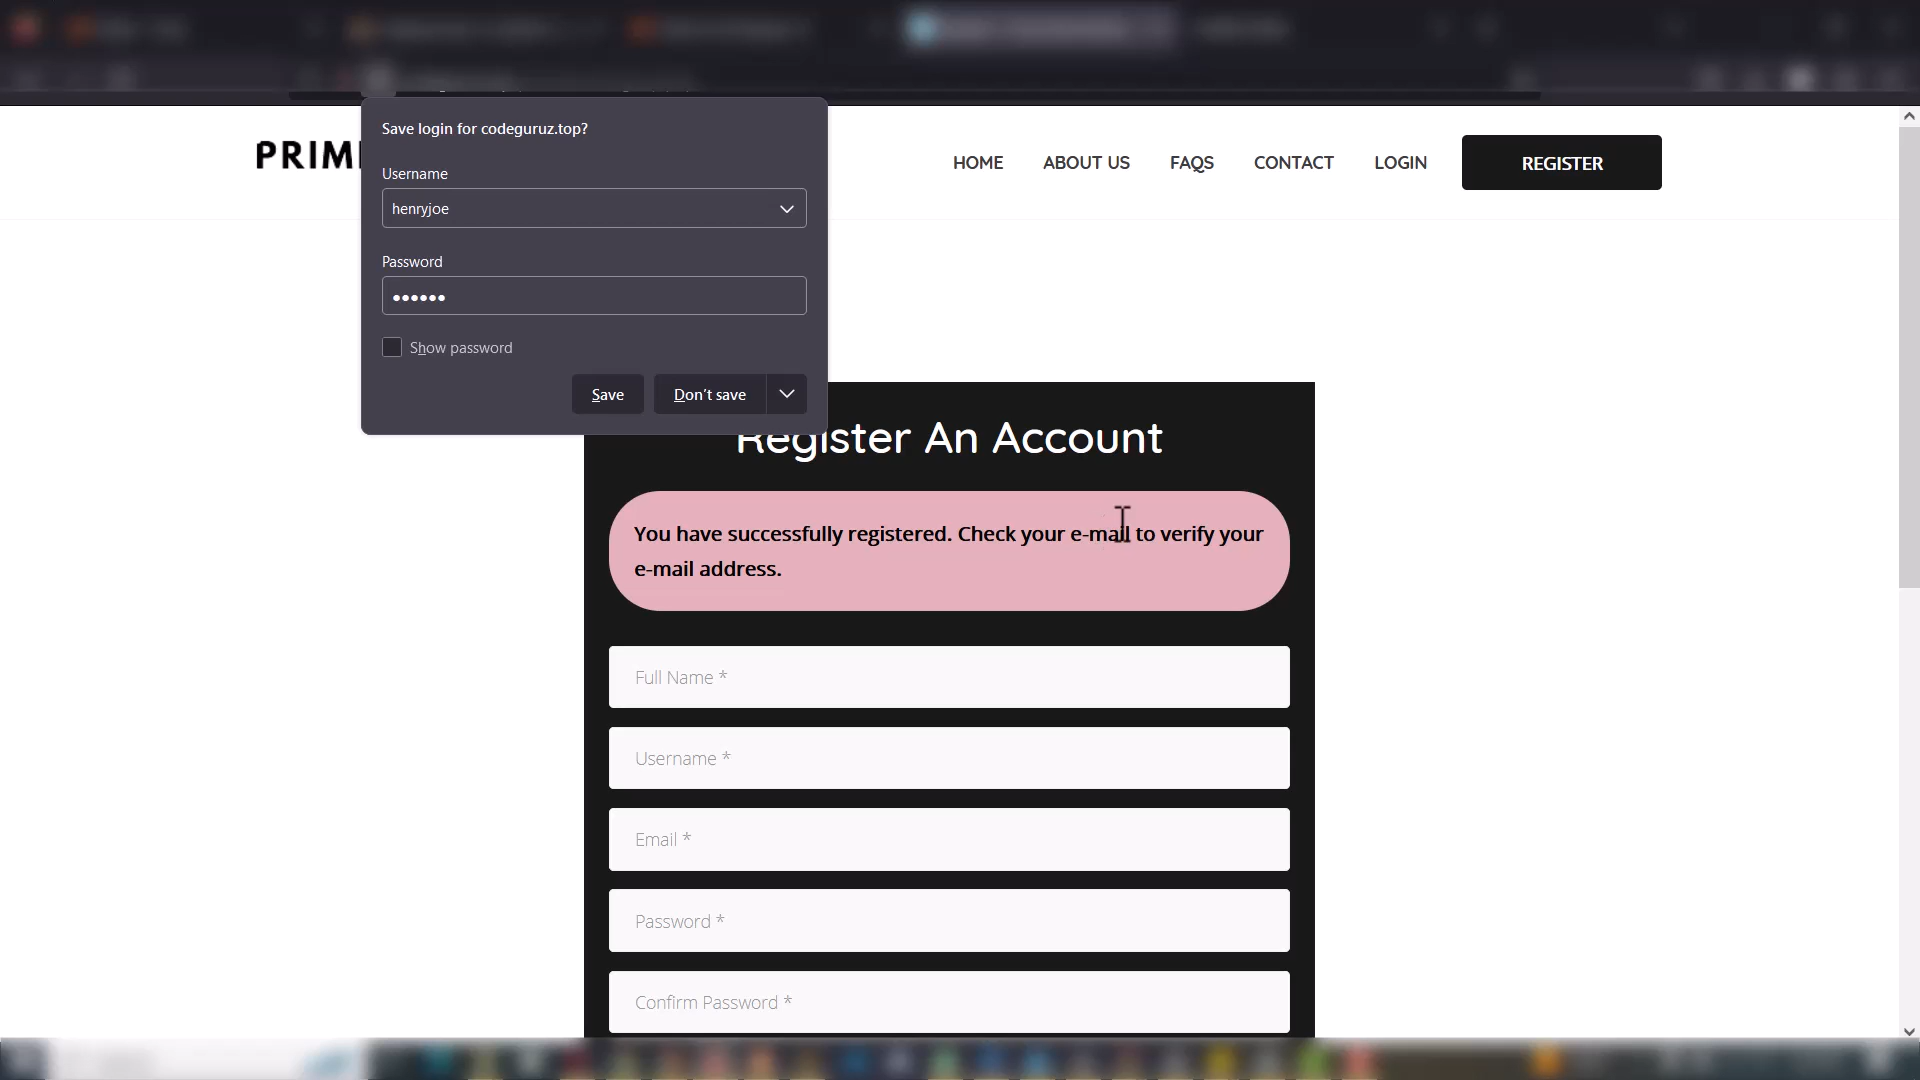 Save login for codeguruz.top?
Username
henryjoe
Password
••••••
Show password
Save
Don't save
HOME
ABOUT US
FAQS
CONTACT
LOGIN
REGISTER
Register An Account
You have successfully registered. Check your e-mail to verify your
e-mail address.
Full Name *
Username *
Email *
Password *
Confirm Password *